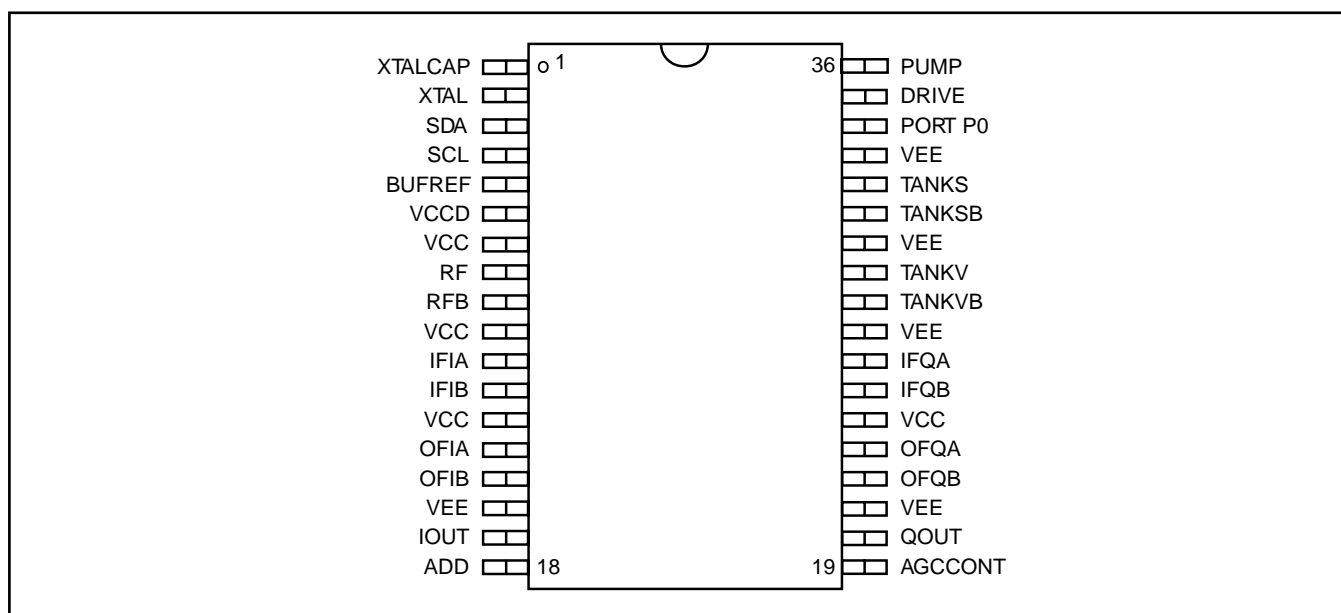 XTALCAP 1 36 PUMP
XTAL DRIVE
SDA PORT P0
SCL VEE
BUFREF TANKS
VCCD TANKSB
VCC VEE
RF TANKV
RFB TANKVB
VCC VEE
IFIA IFQA
IFIB IFQB
VCC VCC
OFIA OFQA
OFIB OFQB
VEE VEE
IOUT QOUT
ADD 18 19 AGCCONT